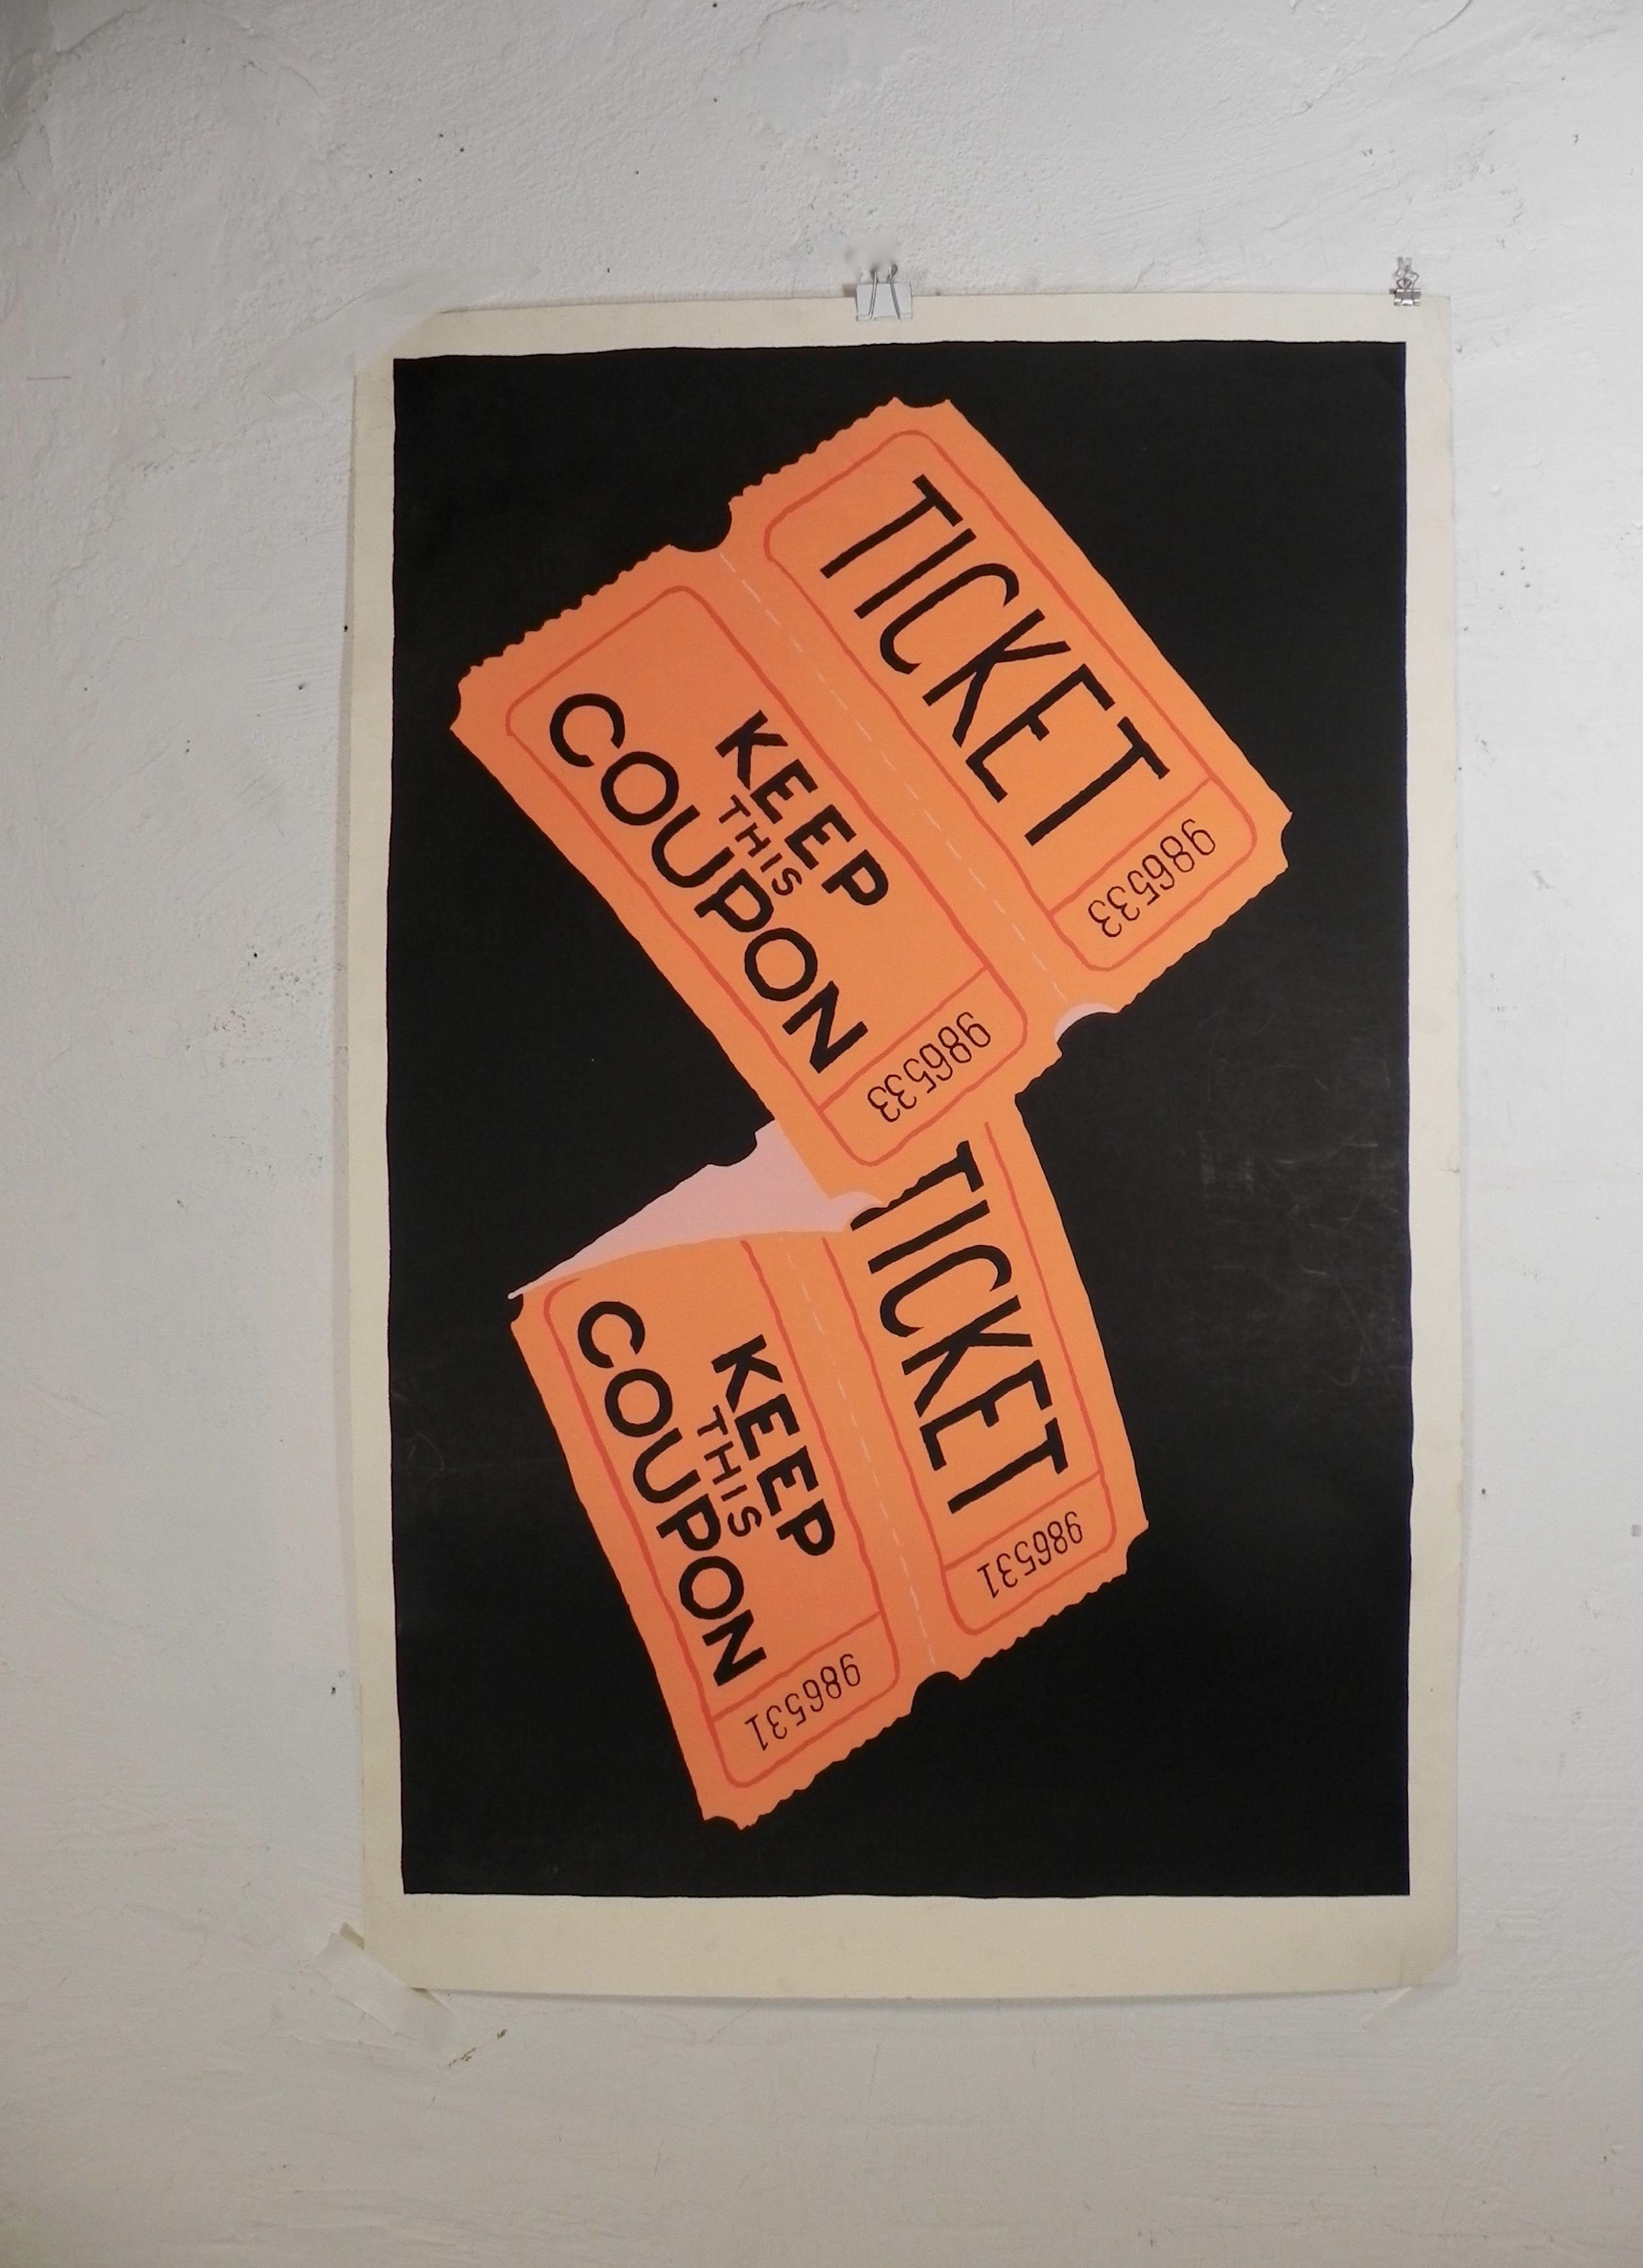 TICKET
986533
KEEP
THIS
COUPON
986533
TICKET
986531
KEEP
THIS
COUPON
986531